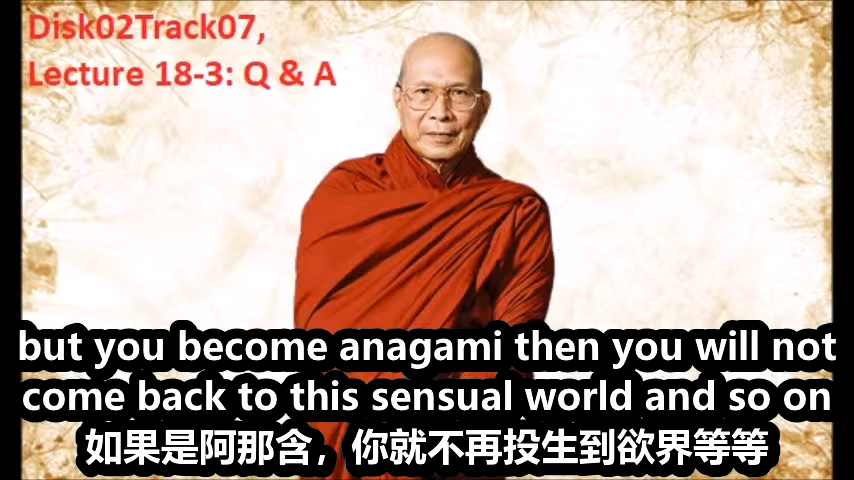 Disk02Track07,
Lecture 18-3: Q & A
but you become anagami then you will not
come back to this sensual world and so on
如果是阿那含，你就不再投生到欲界等等